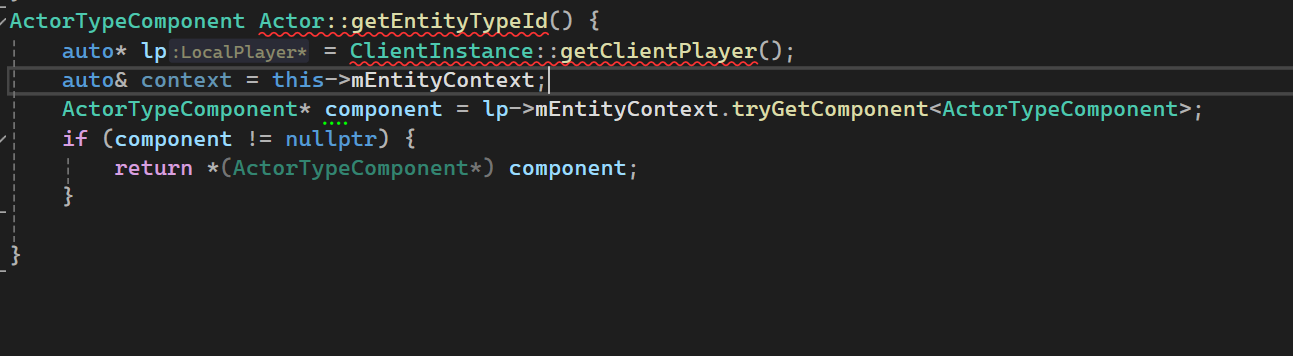 ActorTypeComponent Actor::getEntityTypeId() {
    auto* lp :LocalPlayer* = ClientInstance::getClientPlayer();
    auto& context = this->mEntityContext;
    ActorTypeComponent* component = lp->mEntityContext.tryGetComponent<ActorTypeComponent>;
    if (component != nullptr) {
        return *(ActorTypeComponent*) component;
    }
}